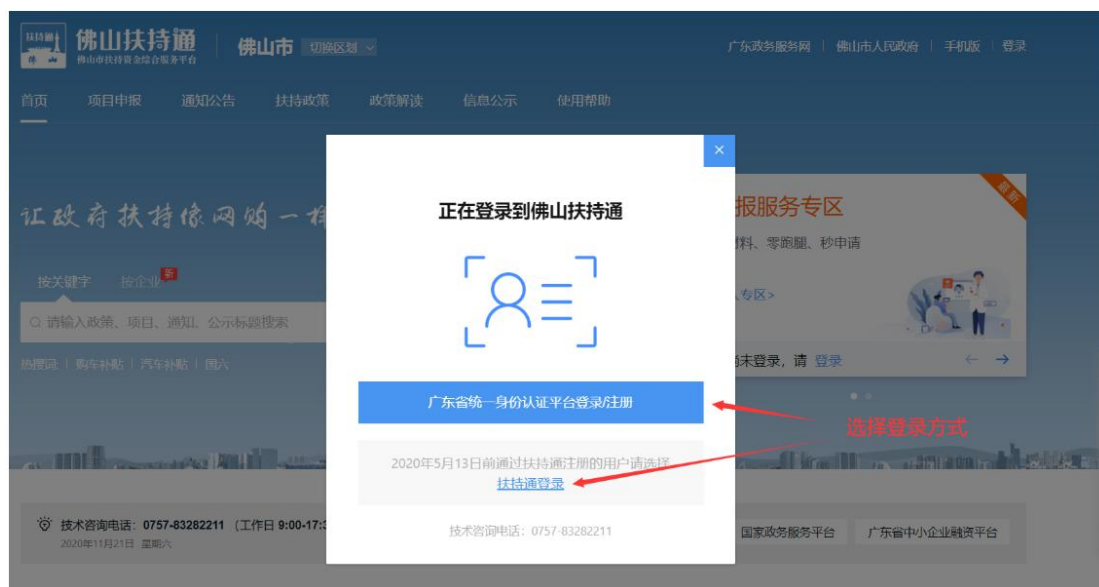 扶持通
佛山
佛山扶持通
佛山市扶持资金综合服务平台
佛山市 切换区划
广东政务服务网 | 佛山市人民政府 | 手机版 | 登录
首页 项目申报 通知公告 扶持政策 政策解读 信息公示 使用帮助
×
最新
让政府扶持像网购一样
正在登录到佛山扶持通
报服务专区
材料、零跑腿、秒申请
按关键字 按企业 新
专区>
请输入政策、项目、通知、公示标题搜索
热搜词: | 购车补贴 | 汽车补贴 | 国六
尚未登录，请 登录
← →
广东省统一身份认证平台登录/注册
选择登录方式
2020年5月13日前通过扶持通注册的用户请选择
扶持通登录
技术咨询电话：0757-83282211 （工作日 9:00-17:3
2020年11月21日 星期六
技术咨询电话：0757-83282211
国家政务服务平台 广东省中小企业融资平台